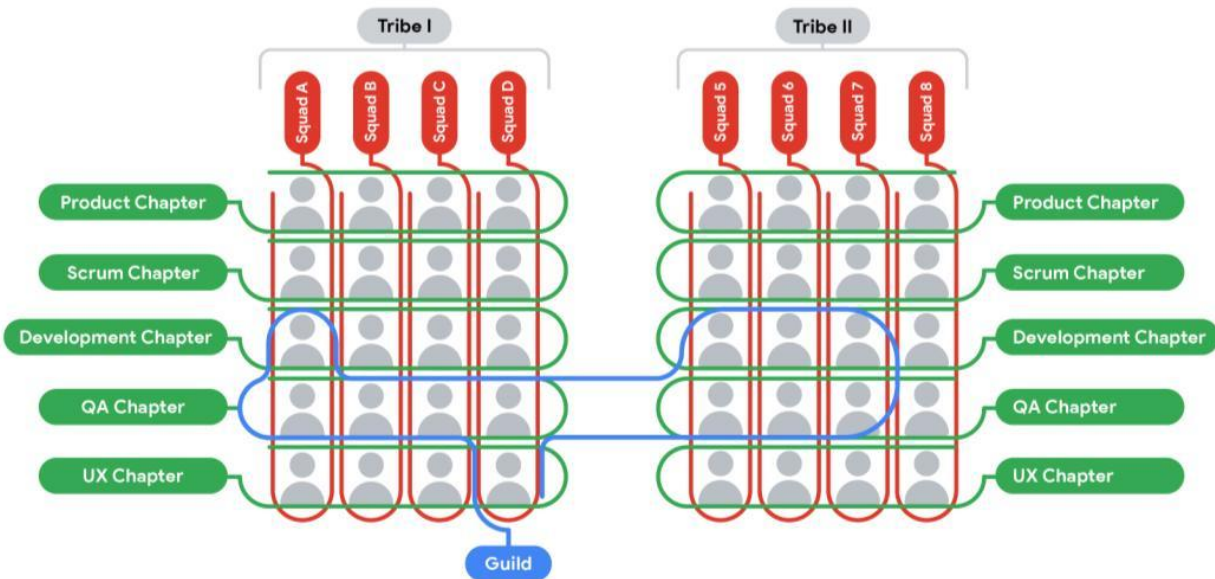 Tribe I
Tribe II
Squad A
Squad B
Squad C
Squad D
Squad 5
Squad 6
Squad 7
Squad 8
Product Chapter
Product Chapter
Scrum Chapter
Scrum Chapter
Development Chapter
Development Chapter
QA Chapter
QA Chapter
UX Chapter
UX Chapter
Guild